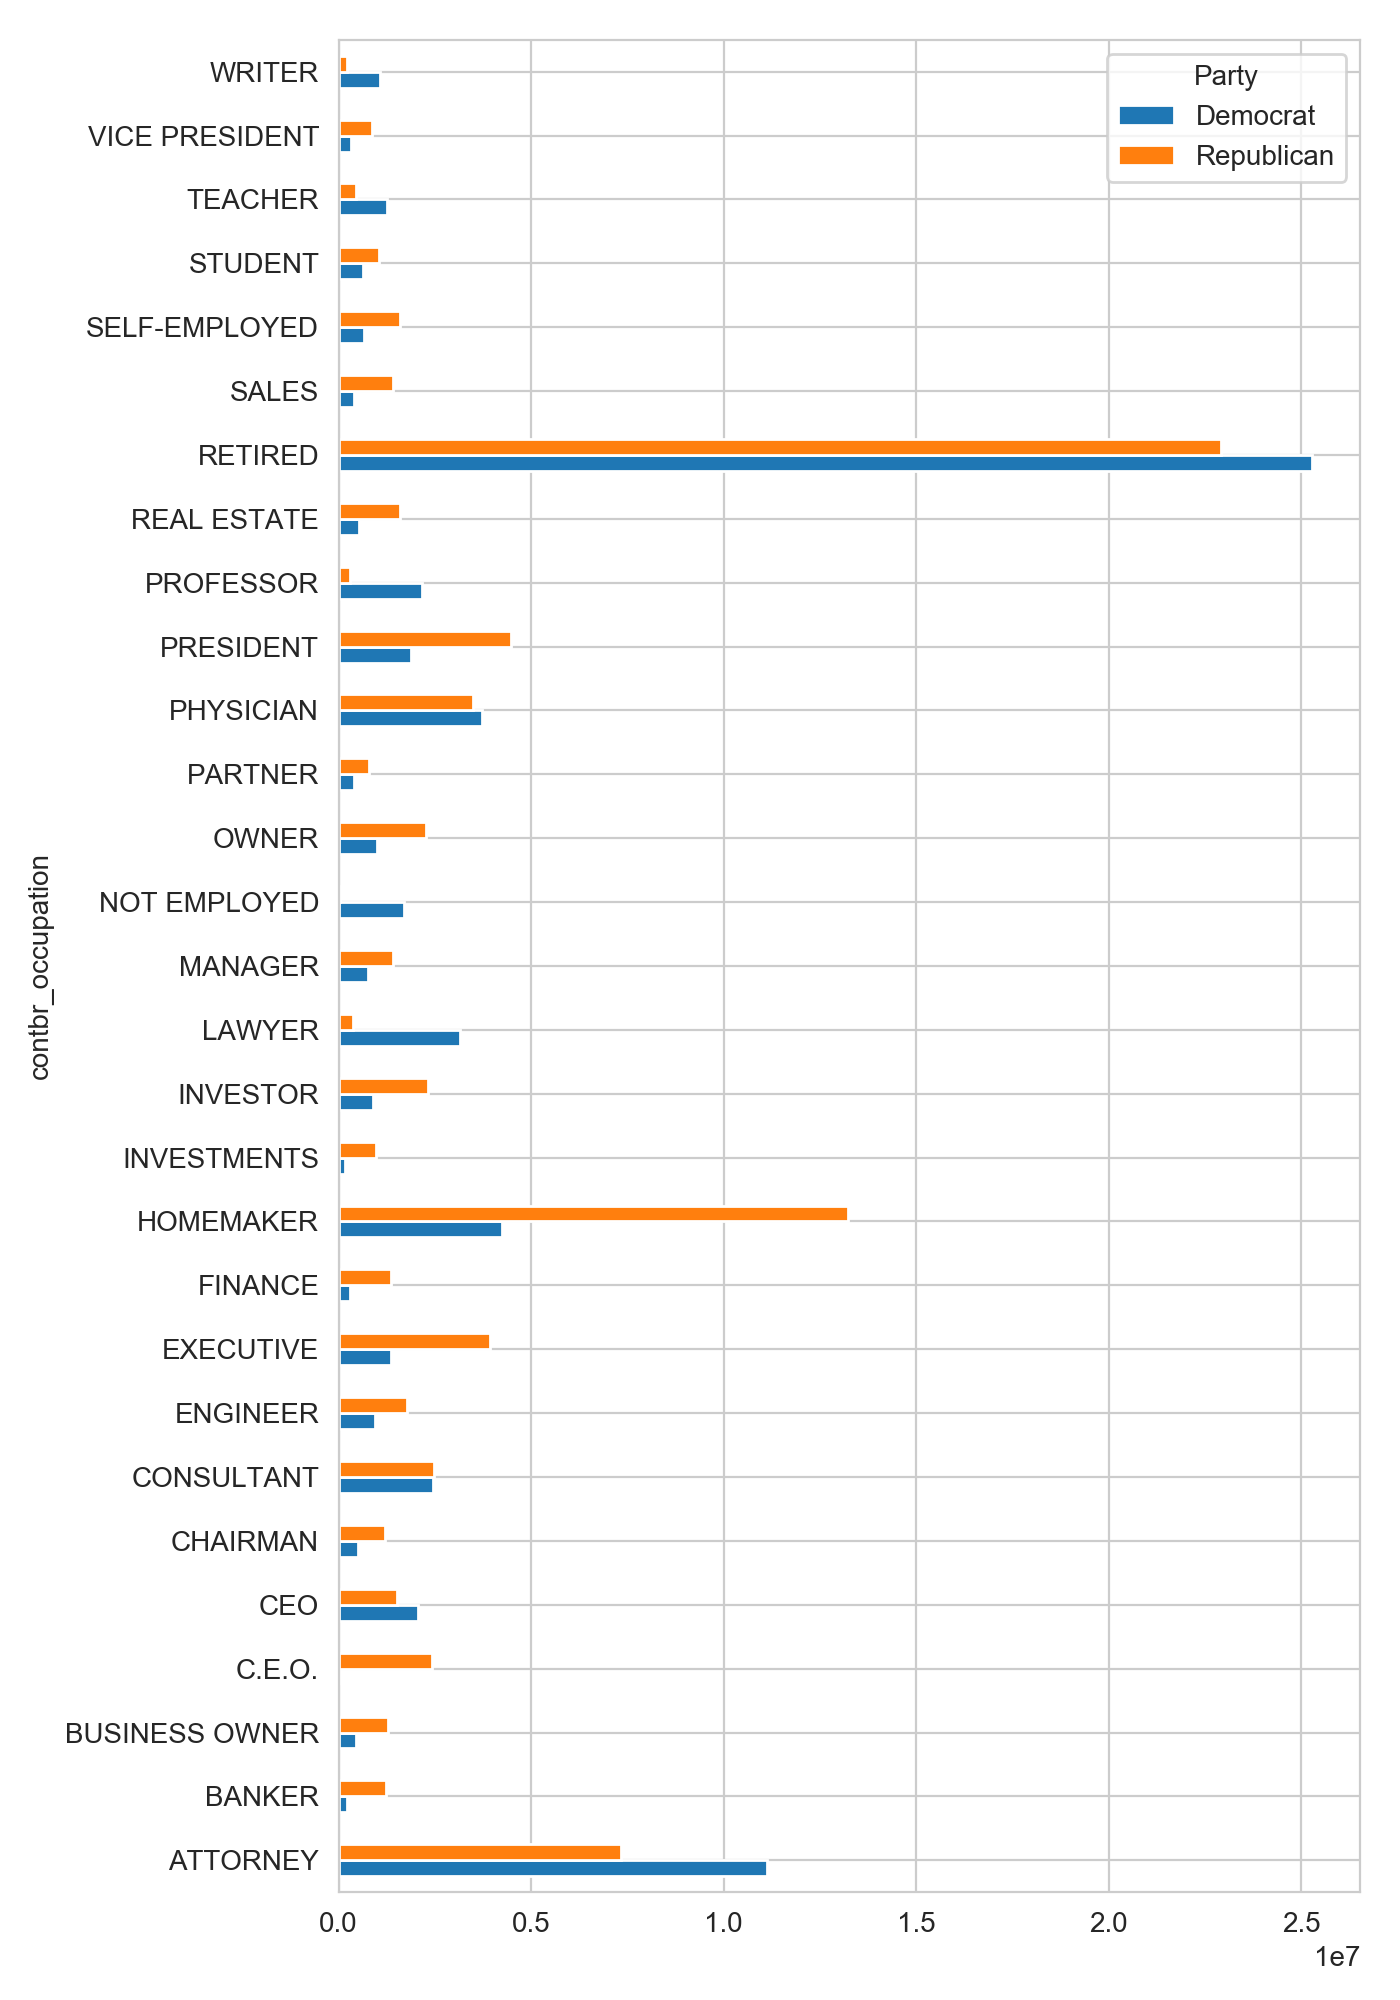 Party
Democrat
Republican
WRITER
VICE PRESIDENT
TEACHER
STUDENT
SELF-EMPLOYED
SALES
RETIRED
REAL ESTATE
PROFESSOR
PRESIDENT
PHYSICIAN
PARTNER
OWNER
NOT EMPLOYED
MANAGER
LAWYER
INVESTOR
INVESTMENTS
HOMEMAKER
FINANCE
EXECUTIVE
ENGINEER
CONSULTANT
CHAIRMAN
CEO
C.E.O.
BUSINESS OWNER
BANKER
ATTORNEY
contbr_occupation
0.0 0.5 1.0 1.5 2.0 2.5
1e7